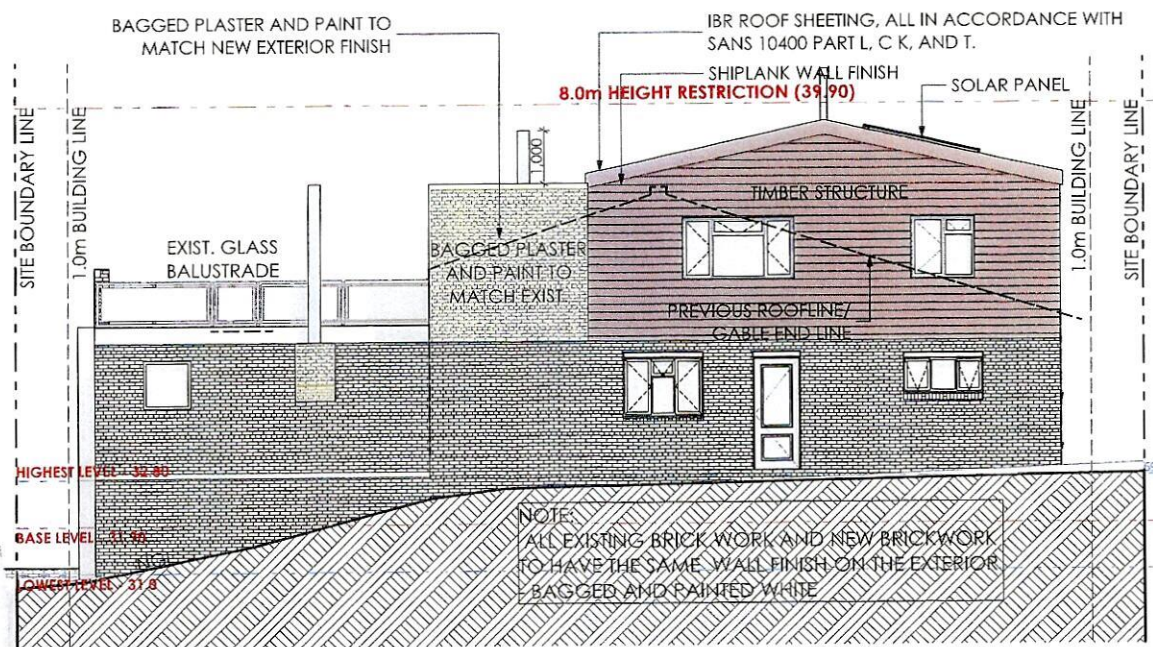 BAGGED PLASTER AND PAINT TO
MATCH NEW EXTERIOR FINISH
IBR ROOF SHEETING, ALL IN ACCORDANCE WITH
SANS 10400 PART L, C K, AND T.
SHIPLANK WALL FINISH
8.0m HEIGHT RESTRICTION (39.90)
SOLAR PANEL
SITE BOUNDARY LINE
1.0m BUILDING LINE
1.0m BUILDING LINE
SITE BOUNDARY LINE
1,000
TIMBER STRUCTURE
EXIST. GLASS
BALUSTRADE
BAGGED PLASTER
AND PAINT TO
MATCH EXIST.
PREVIOUS ROOFLINE/
GABLE END LINE
HIGHEST LEVEL - 32.80
BASE LEVEL - 31.90
LOWEST LEVEL - 31.0
NOTE:
- ALL EXISTING BRICK WORK AND NEW BRICKWORK
TO HAVE THE SAME WALL FINISH ON THE EXTERIOR
- BAGGED AND PAINTED WHITE